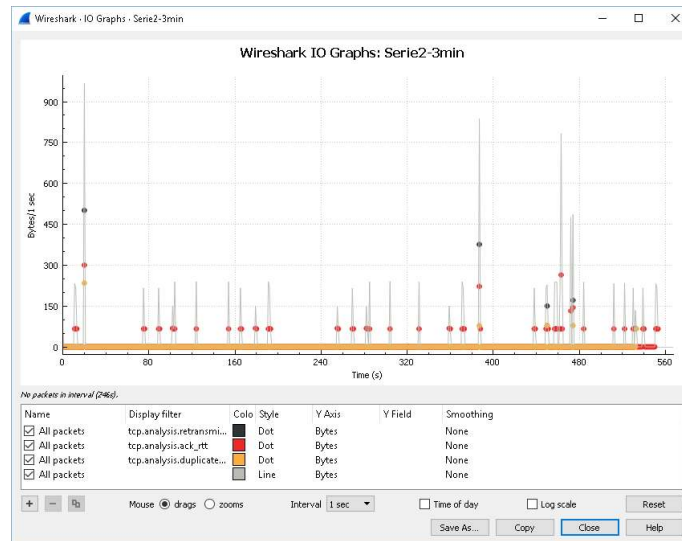 Wireshark · IO Graphs · Serie2-3min
Wireshark IO Graphs: Serie2-3min
900
750
600
450
300
150
0
Bytes/1 sec
0 80 160 240 320 400 480 560
Time (s)
No packets in interval (246s).
Name Display filter Colo Style Y Axis Y Field Smoothing
All packets tcp.analysis.retransmi... Dot Bytes None
All packets tcp.analysis.ack_rtt Dot Bytes None
All packets tcp.analysis.duplicate... Dot Bytes None
All packets Line Bytes None
+ − Mouse drags zooms Interval 1 sec Time of day Log scale Reset
Save As... Copy Close Help